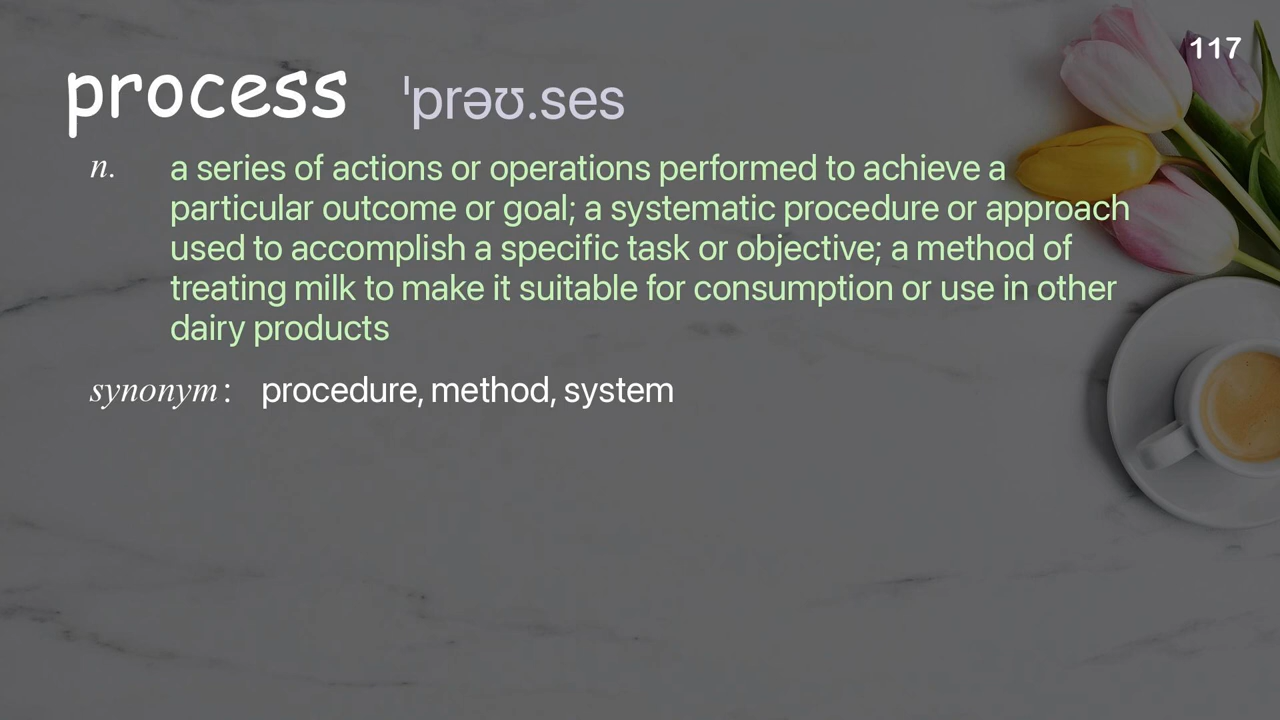 117
process ˈprəʊ.ses
n. a series of actions or operations performed to achieve a
particular outcome or goal; a systematic procedure or approach
used to accomplish a specific task or objective; a method of
treating milk to make it suitable for consumption or use in other
dairy products
synonym: procedure, method, system